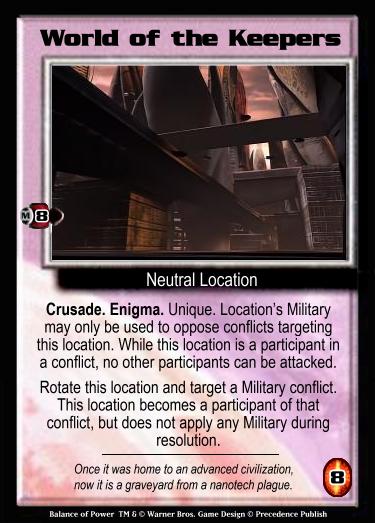 World of the Keepers
M 8
Neutral Location
Crusade. Enigma. Unique. Location's Military
may only be used to oppose conflicts targeting
this location. While this location is a participant in
a conflict, no other participants can be attacked.
Rotate this location and target a Military conflict.
This location becomes a participant of that
conflict, but does not apply any Military during
resolution.
Once it was home to an advanced civilization,
now it is a graveyard from a nanotech plague.
8
Balance of Power TM & © Warner Bros. Game Design © Precedence Publish